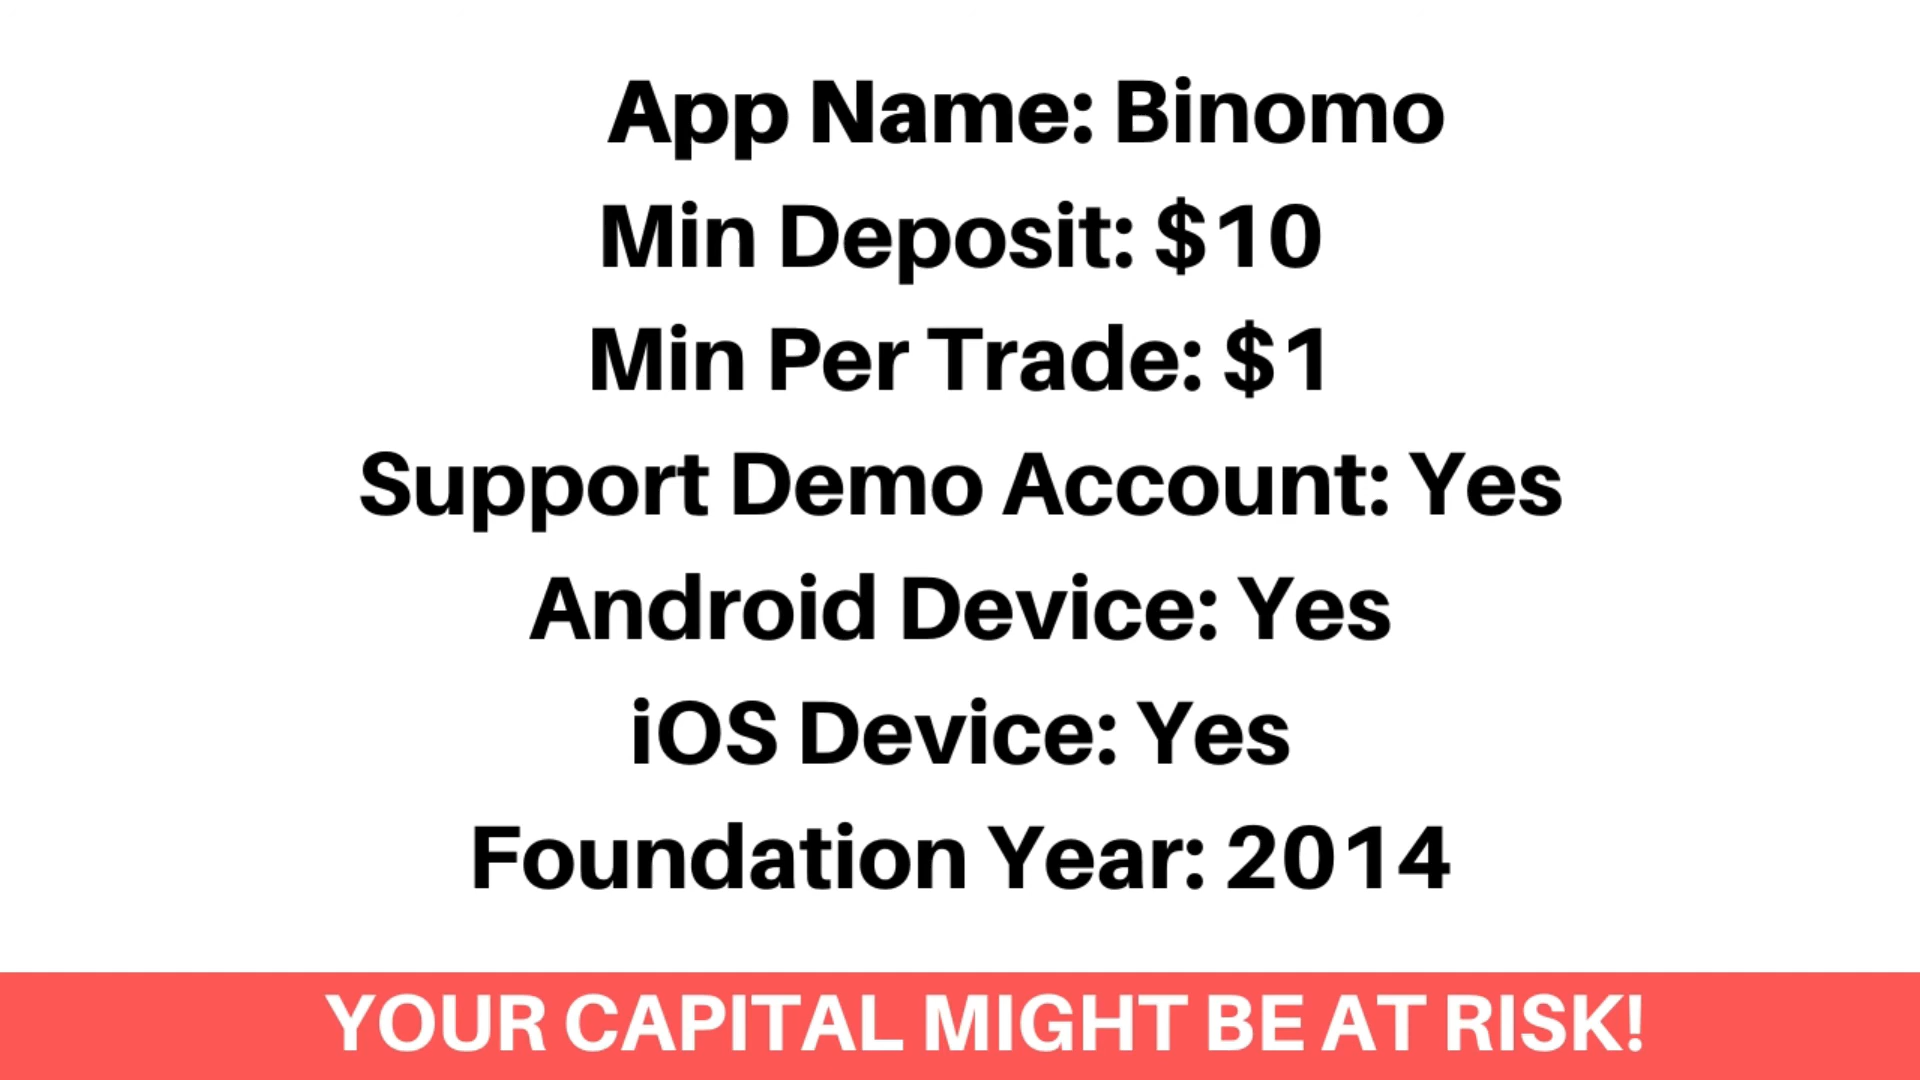 App Name: Binomo
Min Deposit: $10
Min Per Trade: $1
Support Demo Account: Yes
Android Device: Yes
iOS Device: Yes
Foundation Year: 2014
YOUR CAPITAL MIGHT BE AT RISK!